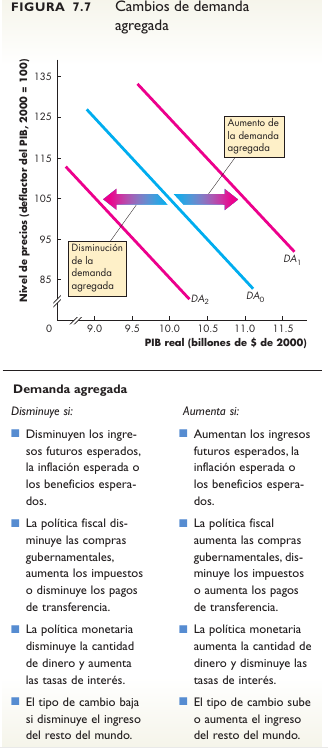 FIGURA 7.7 Cambios de demanda
agregada
Nivel de precios (deflactor del PIB, 2000 = 100)
135
125
115
105
95
85
0
Aumento de
la demanda
agregada
Disminución
de la
demanda
agregada
DA1
DA0
DA2
9.0 9.5 10.0 10.5 11.0 11.5
PIB real (billones de $ de 2000)
Demanda agregada
Disminuye si:
Disminuyen los ingre-
sos futuros esperados,
la inflación esperada o
los beneficios espera-
dos.
La política fiscal dis-
minuye las compras
gubernamentales,
aumenta los impuestos
o disminuye los pagos
de transferencia.
La política monetaria
disminuye la cantidad
de dinero y aumenta
las tasas de interés.
El tipo de cambio baja
si disminuye el ingreso
del resto del mundo.
Aumenta si:
Aumentan los ingresos
futuros esperados, la
inflación esperada o
los beneficios espera-
dos.
La política fiscal
aumenta las compras
gubernamentales, dis-
minuye los impuestos
o aumenta los pagos
de transferencia.
La política monetaria
aumenta la cantidad de
dinero y disminuye las
tasas de interés.
El tipo de cambio sube
o aumenta el ingreso
del resto del mundo.